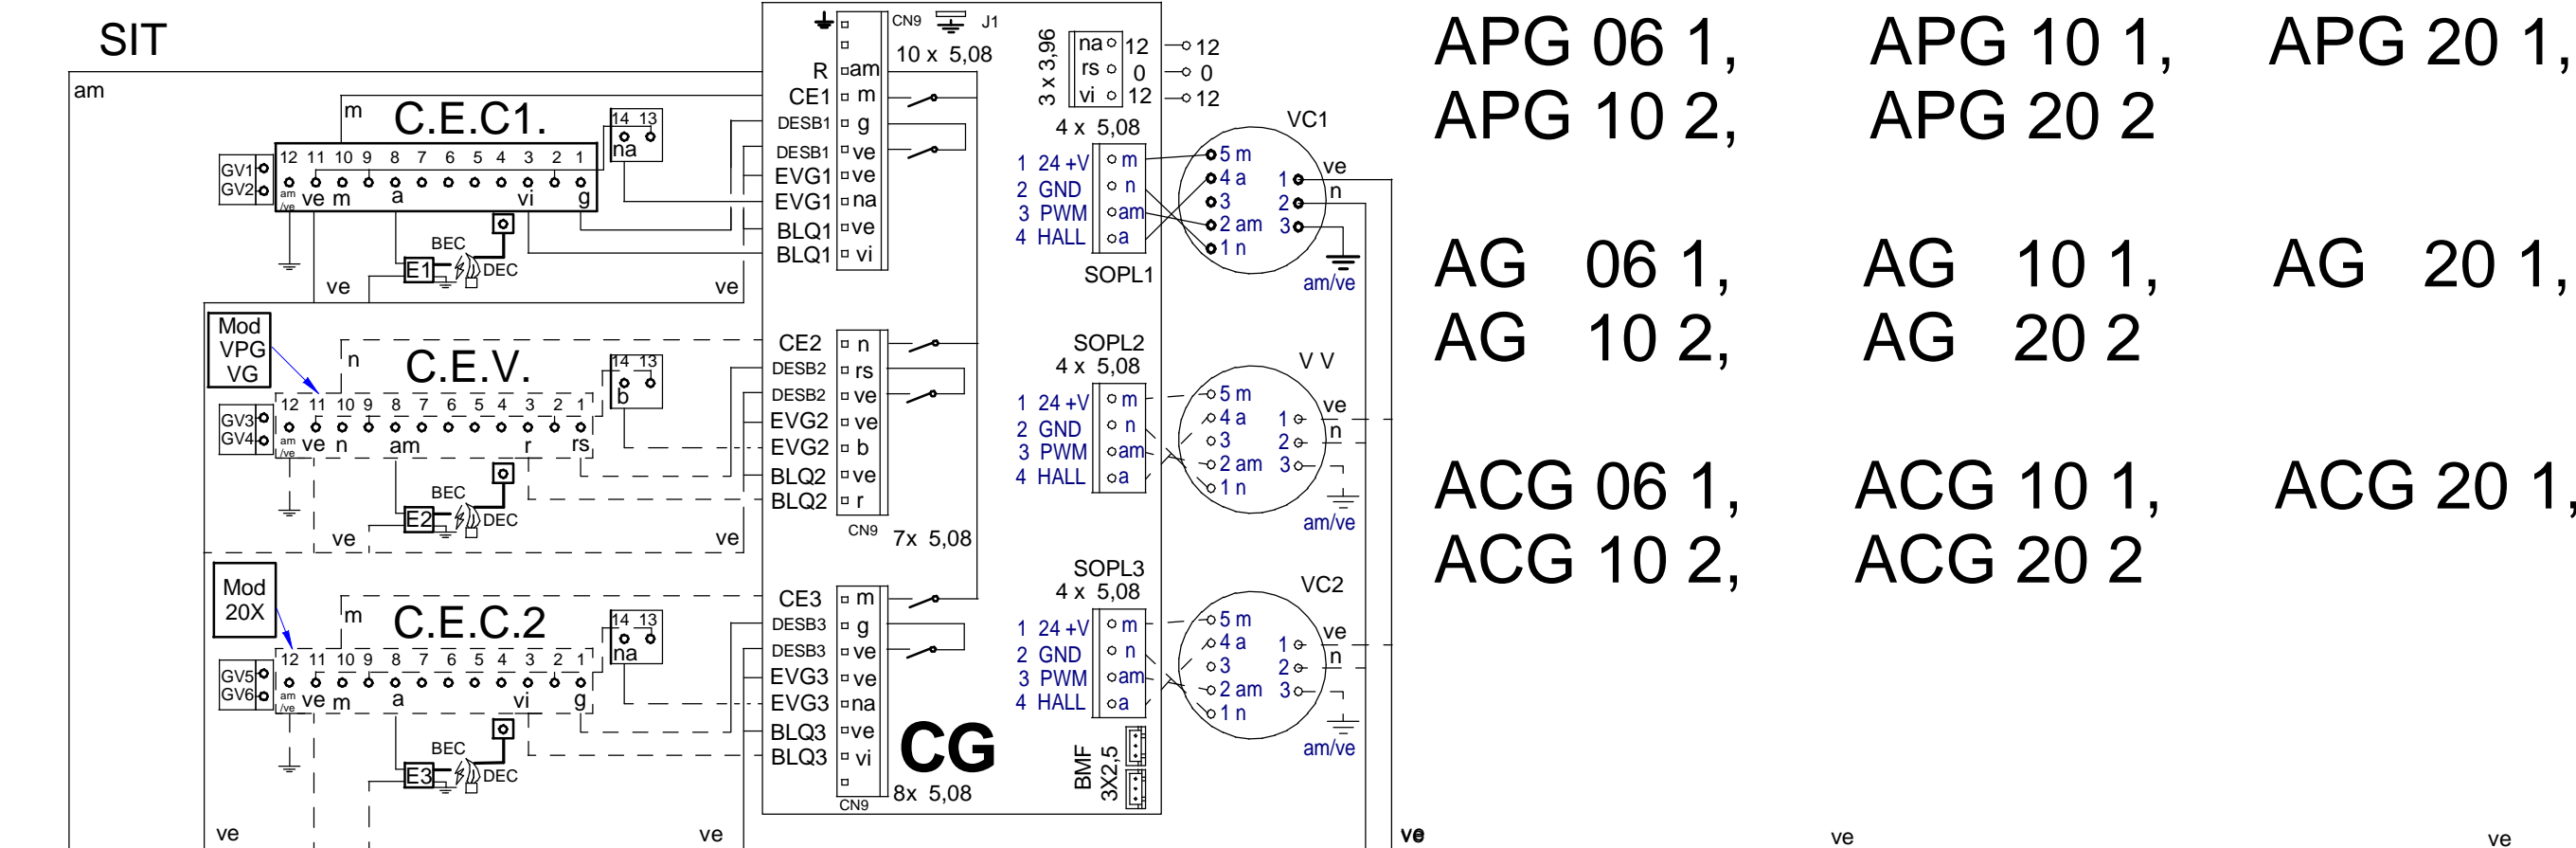 SIT
am
m
C.E.C1.
14 13
na
GV1
GV2
12 11 10 9 8 7 6 5 4 3 2 1
am/ve ve m a vi g
BEC
E1
DEC
ve
ve
Mod
VPG
VG
n
C.E.V.
14 13
b
GV3
GV4
12 11 10 9 8 7 6 5 4 3 2 1
am/ve ve n am r rs
BEC
E2
DEC
ve
ve
Mod
20X
m
C.E.C.2
14 13
na
GV5
GV6
12 11 10 9 8 7 6 5 4 3 2 1
am/ve ve m a vi g
BEC
E3
DEC
ve
ve
CN9
J1
10 x 5,08
R am
CE1 m
DESB1 g
DESB1 ve
EVG1 ve
EVG1 na
BLQ1 ve
BLQ1 vi
CE2 n
DESB2 rs
DESB2 ve
EVG2 ve
EVG2 b
BLQ2 ve
BLQ2 r
CN9
7x 5,08
CE3 m
DESB3 g
DESB3 ve
EVG3 ve
EVG3 na
BLQ3 ve
BLQ3 vi
CG
CN9
8x 5,08
3 x 3,96
na 12 12
rs 0 0
vi 12 12
4 x 5,08
1 24 +V m
2 GND n
3 PWM am
4 HALL a
SOPL1
VC1
5 m
4 a
3
2 am
1 n
1 ve
2 n
3
am/ve
SOPL2
4 x 5,08
1 24 +V m
2 GND n
3 PWM am
4 HALL a
V V
5 m
4 a
3
2 am
1 n
1 ve
2 n
3
am/ve
SOPL3
4 x 5,08
1 24 +V m
2 GND n
3 PWM am
4 HALL a
VC2
5 m
4 a
3
2 am
1 n
1 ve
2 n
3
am/ve
BMF
3X2,5
ve
ve
ve
APG 06 1, APG 10 1, APG 20 1,
APG 10 2, APG 20 2
AG 06 1, AG 10 1, AG 20 1,
AG 10 2, AG 20 2
ACG 06 1, ACG 10 1, ACG 20 1,
ACG 10 2, ACG 20 2